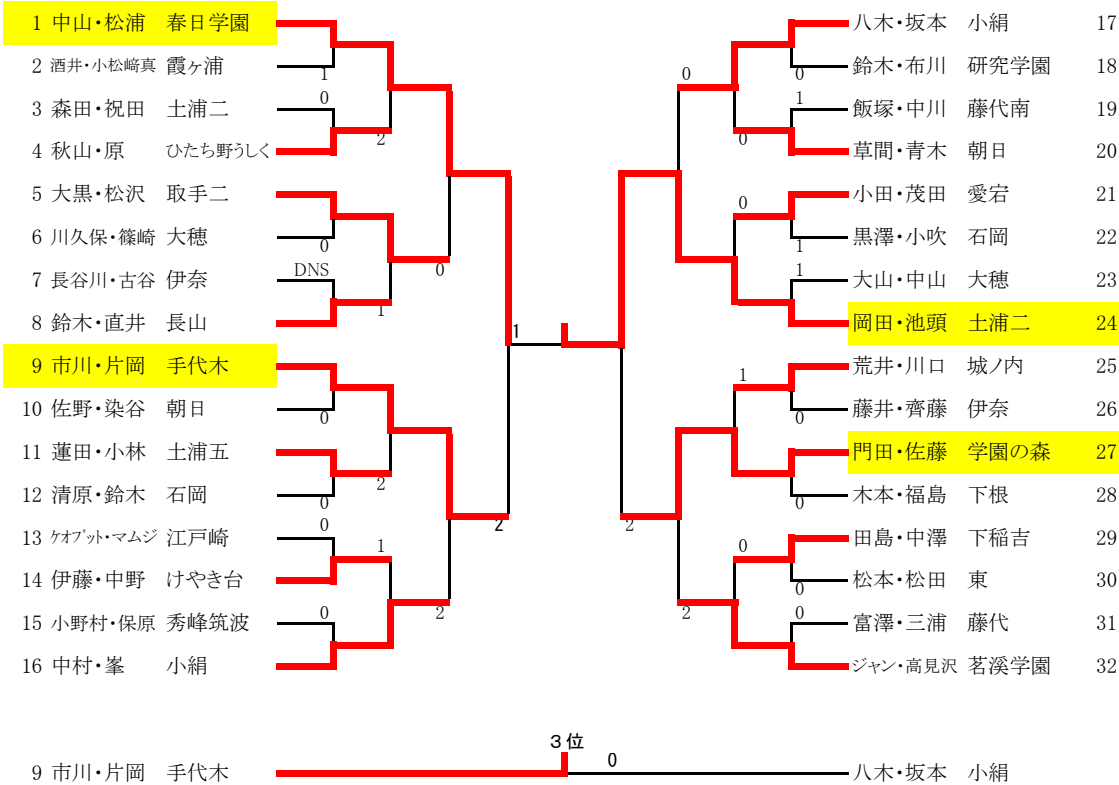 1 中山・松浦 春日学園
2 酒井・小松﨑真 霞ヶ浦
1
0
3 森田・祝田 土浦二
2
4 秋山・原 ひたち野うしく
5 大黒・松沢 取手二
6 川久保・篠崎 大穂
0
DNS
0
7 長谷川・古谷 伊奈
1
8 鈴木・直井 長山
1
9 市川・片岡 手代木
10 佐野・染谷 朝日
0
11 蓮田・小林 土浦五
2
12 清原・鈴木 石岡
0
0
2
13 ケオブット・マムジ 江戸崎
1
14 伊藤・中野 けやき台
0
2
15 小野村・保原 秀峰筑波
16 中村・峯 小絹
八木・坂本 小絹 17
0
鈴木・布川 研究学園 18
0
1
飯塚・中川 藤代南 19
0
草間・青木 朝日 20
小田・茂田 愛宕 21
0
黒澤・小吹 石岡 22
1
1
大山・中山 大穂 23
岡田・池頭 土浦二 24
荒井・川口 城ノ内 25
1
藤井・齊藤 伊奈 26
0
門田・佐藤 学園の森 27
木本・福島 下根 28
0
2
田島・中澤 下稲吉 29
0
松本・松田 東 30
0
0
2
富澤・三浦 藤代 31
ジャン・高見沢 茗溪学園 32
3位
0
9 市川・片岡 手代木
八木・坂本 小絹